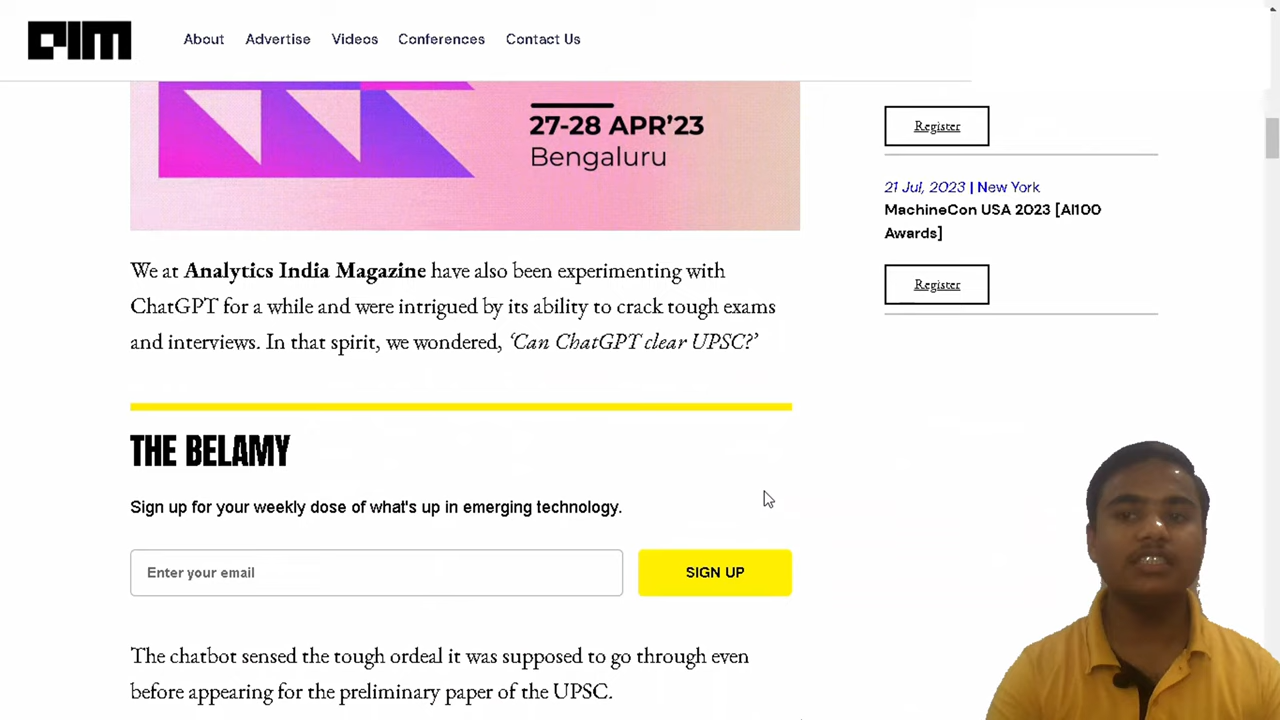 AIM
About
Advertise
Videos
Conferences
Contact Us
27-28 APR'23
Bengaluru
We at Analytics India Magazine have also been experimenting with
ChatGPT for a while and were intrigued by its ability to crack tough exams
and interviews. In that spirit, we wondered, ‘Can ChatGPT clear UPSC?’
THE BELAMY
Sign up for your weekly dose of what's up in emerging technology.
Enter your email
SIGN UP
The chatbot sensed the tough ordeal it was supposed to go through even
before appearing for the preliminary paper of the UPSC.
Register
21 Jul, 2023 | New York
MachineCon USA 2023 [AI100
Awards]
Register